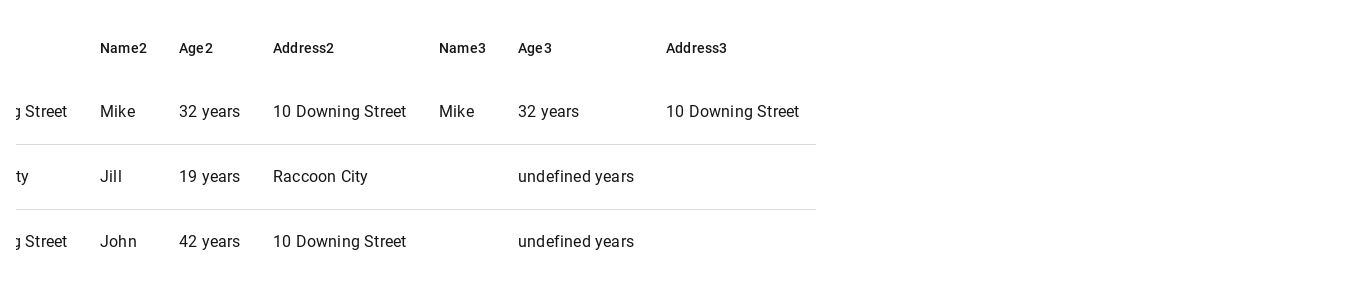 Name2 Age2 Address2 Name3 Age3 Address3
Street Mike 32 years 10 Downing Street Mike 32 years 10 Downing Street
Jill 19 years Raccoon City undefined years
Street John 42 years 10 Downing Street undefined years